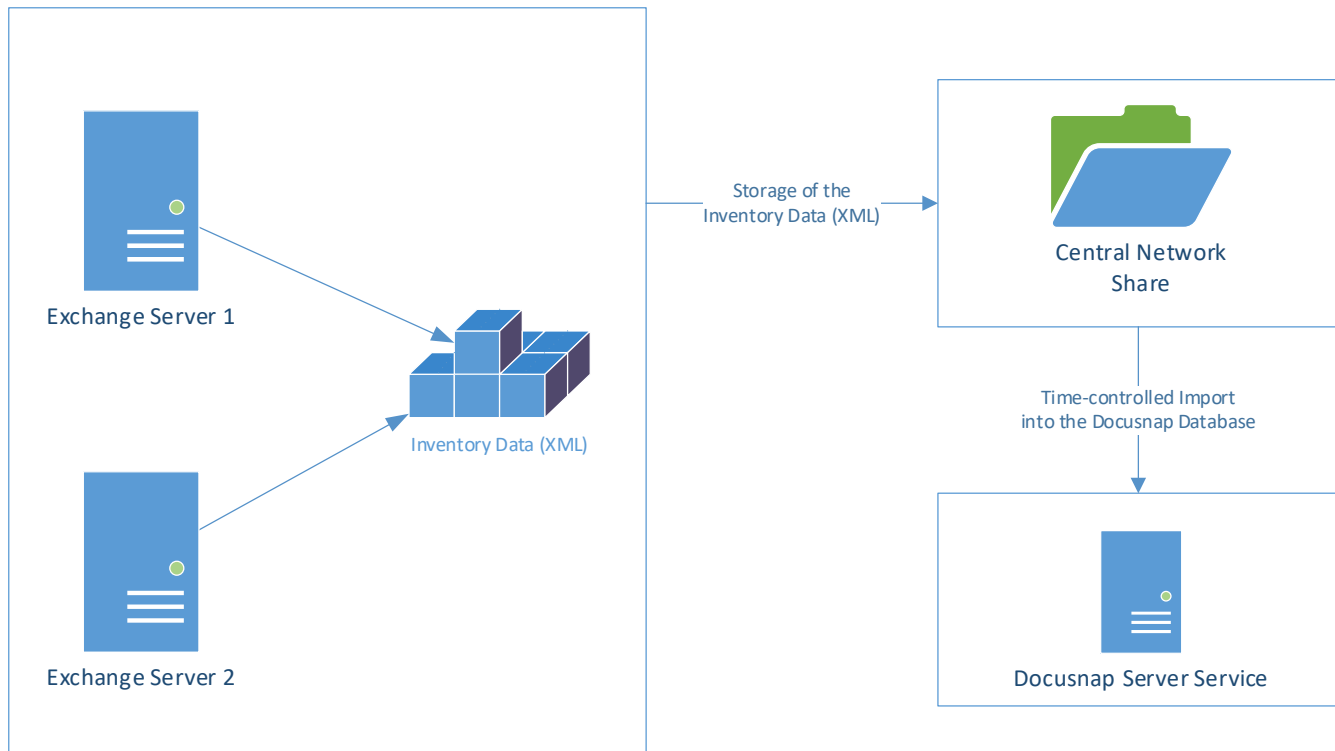 Exchange Server 1
Inventory Data (XML)
Exchange Server 2
Storage of the
Inventory Data (XML)
Central Network
Share
Time-controlled Import
into the Docusnap Database
Docusnap Server Service